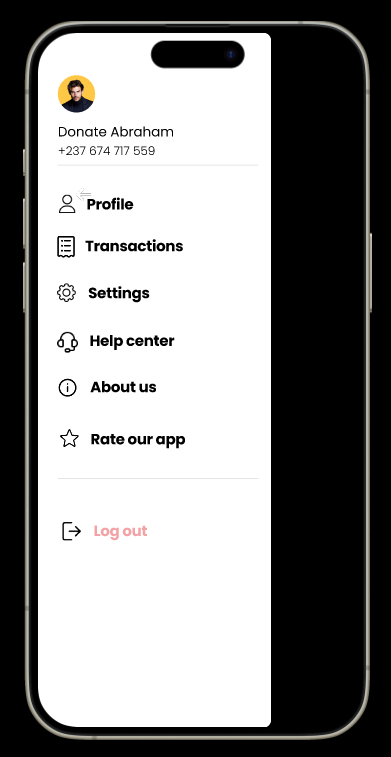 Donate Abraham
+237 674 717 559
Profile
Transactions
Settings
Help center
About us
Rate our app
Log out